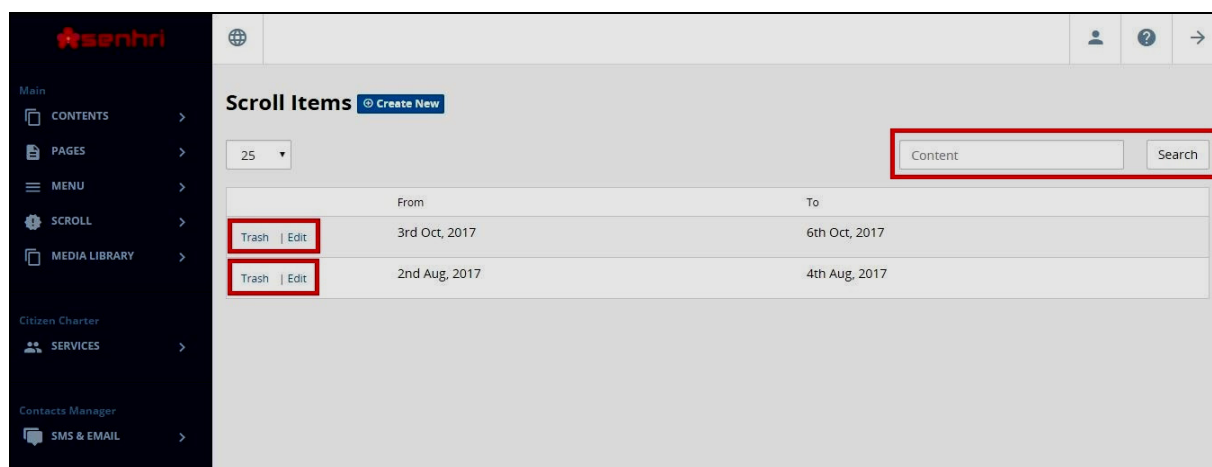 senhri
Main
CONTENTS
PAGES
MENU
SCROLL
MEDIA LIBRARY
Citizen Charter
SERVICES
Contacts Manager
SMS & EMAIL
Scroll Items Create New
25
Content Search
From To
Trash | Edit 3rd Oct, 2017 6th Oct, 2017
Trash | Edit 2nd Aug, 2017 4th Aug, 2017